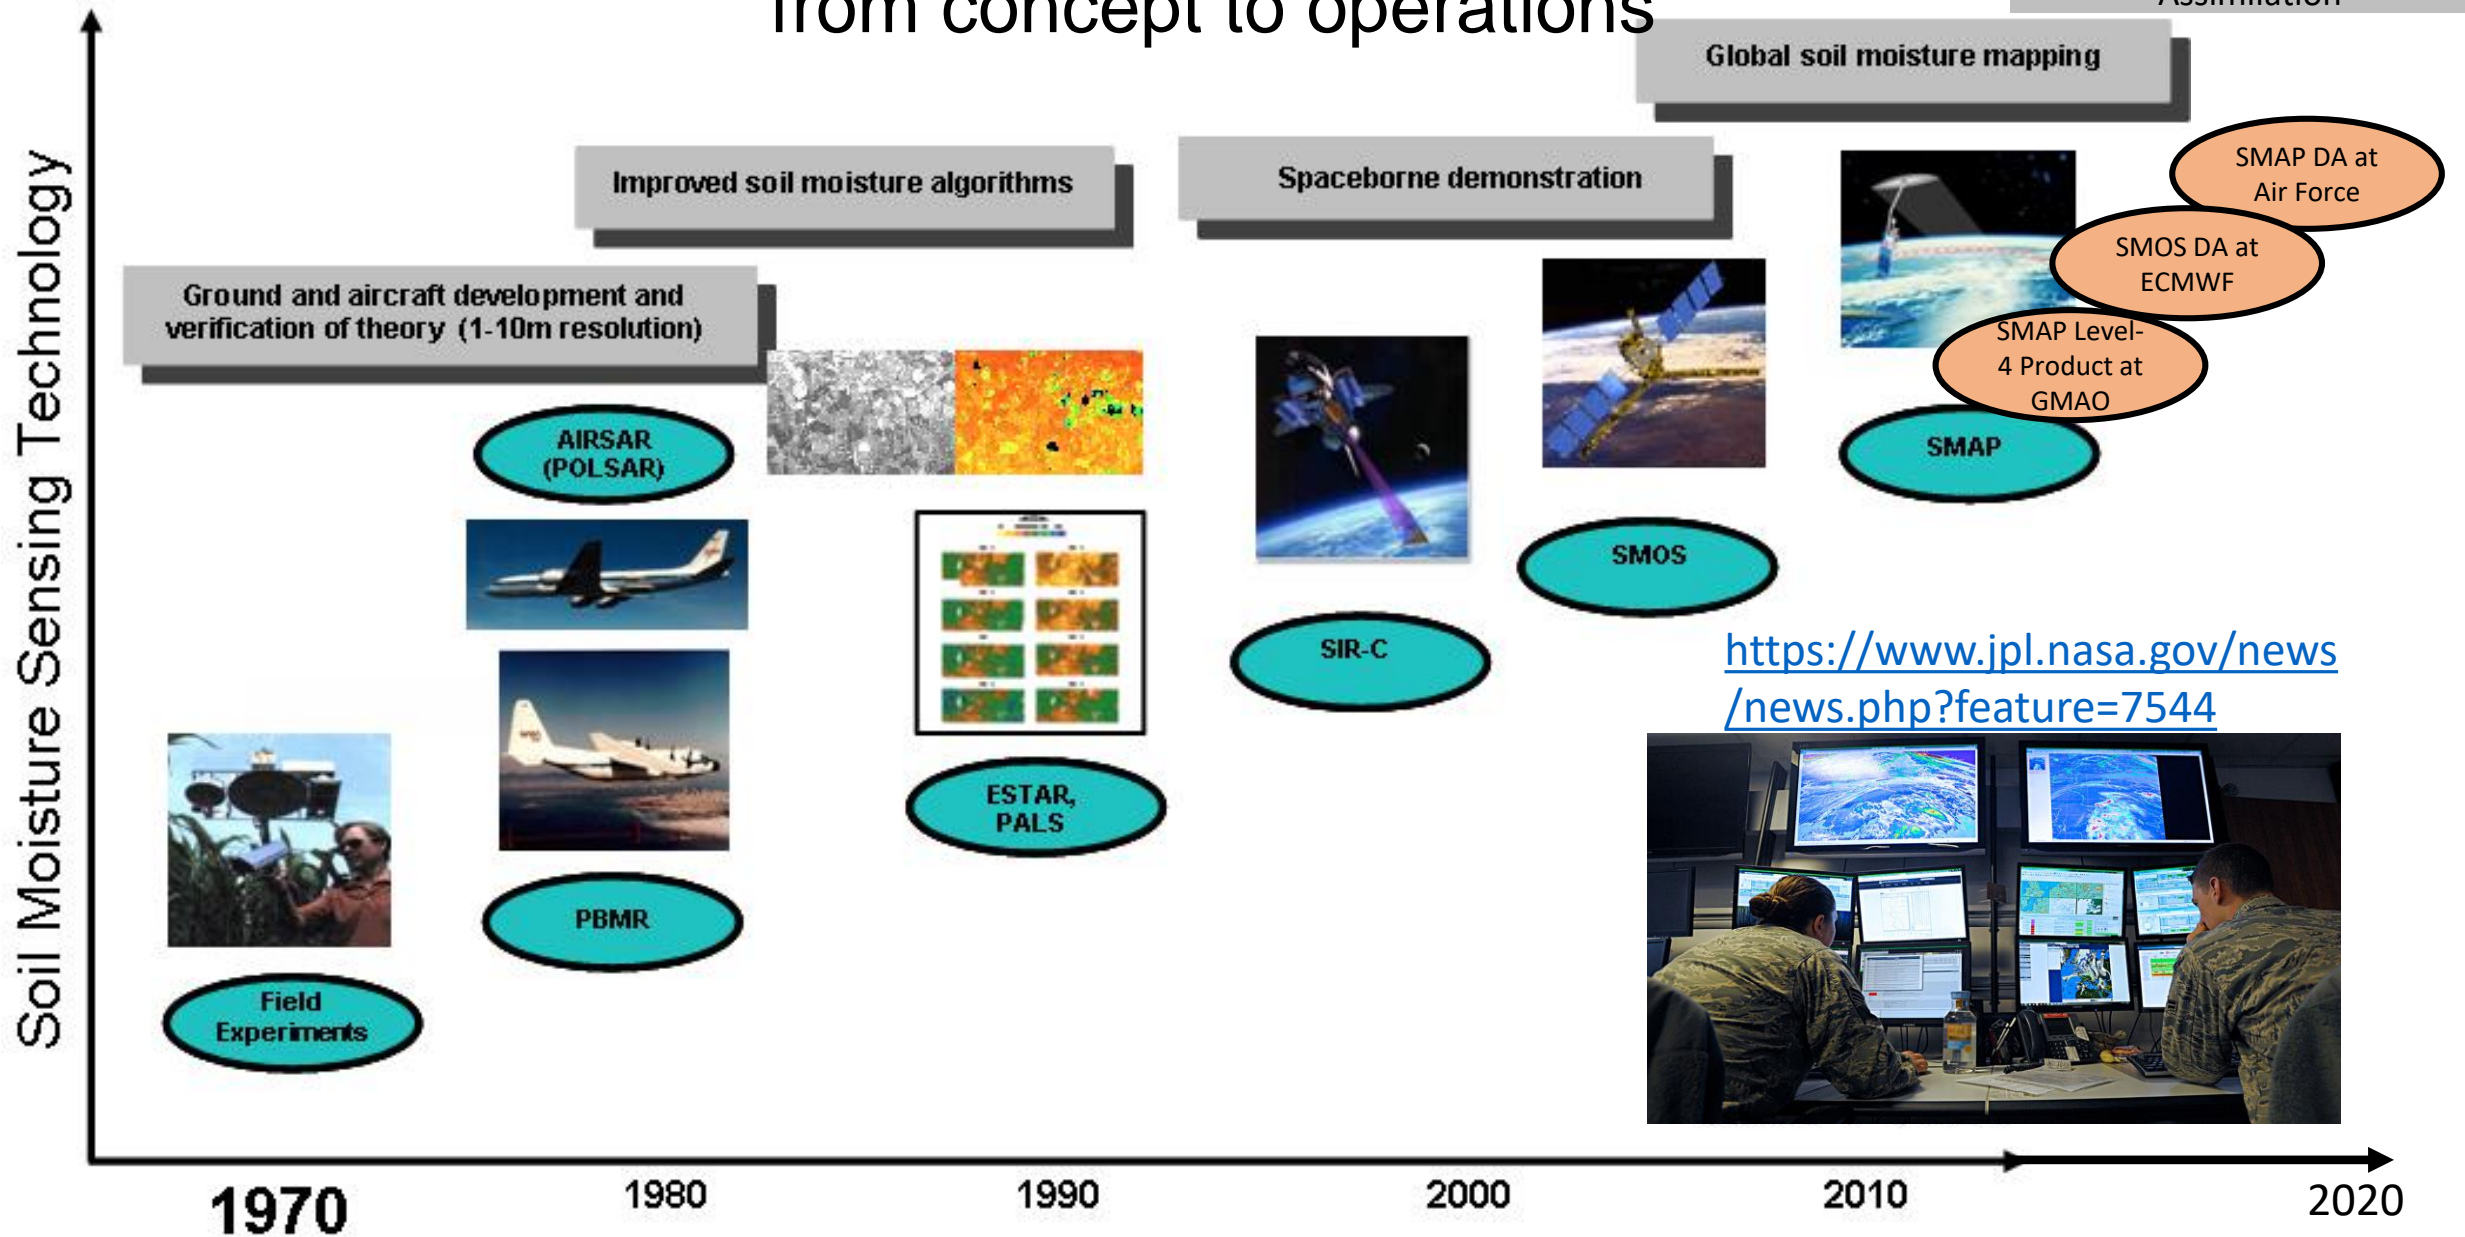 from concept to operations
Assimilation
Global soil moisture mapping
SMAP DA at
Air Force
Improved soil moisture algorithms
Spaceborne demonstration
SMOS DA at
ECMWF
Ground and aircraft development and
verification of theory (1-10m resolution)
SMAP Level-
4 Product at
GMAO
AIRSAR
(POLSAR)
SMAP
SMOS
SIR-C
https://www.jpl.nasa.gov/news
/news.php?feature=7544
ESTAR,
PALS
PBMR
Field
Experiments
Soil Moisture Sensing Technology
1970
1980
1990
2000
2010
2020